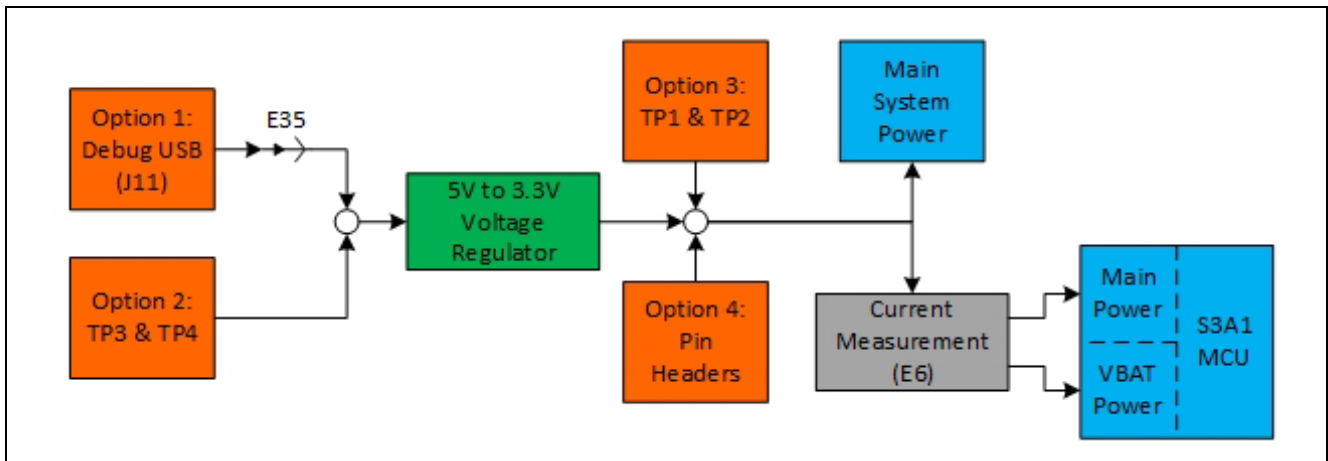 Option 1:
Debug USB
(J11)
E35
Option 2:
TP3 & TP4
5V to 3.3V
Voltage
Regulator
Option 3:
TP1 & TP2
Option 4:
Pin
Headers
Main
System
Power
Current
Measurement
(E6)
Main
Power
VBAT
Power
S3A1
MCU